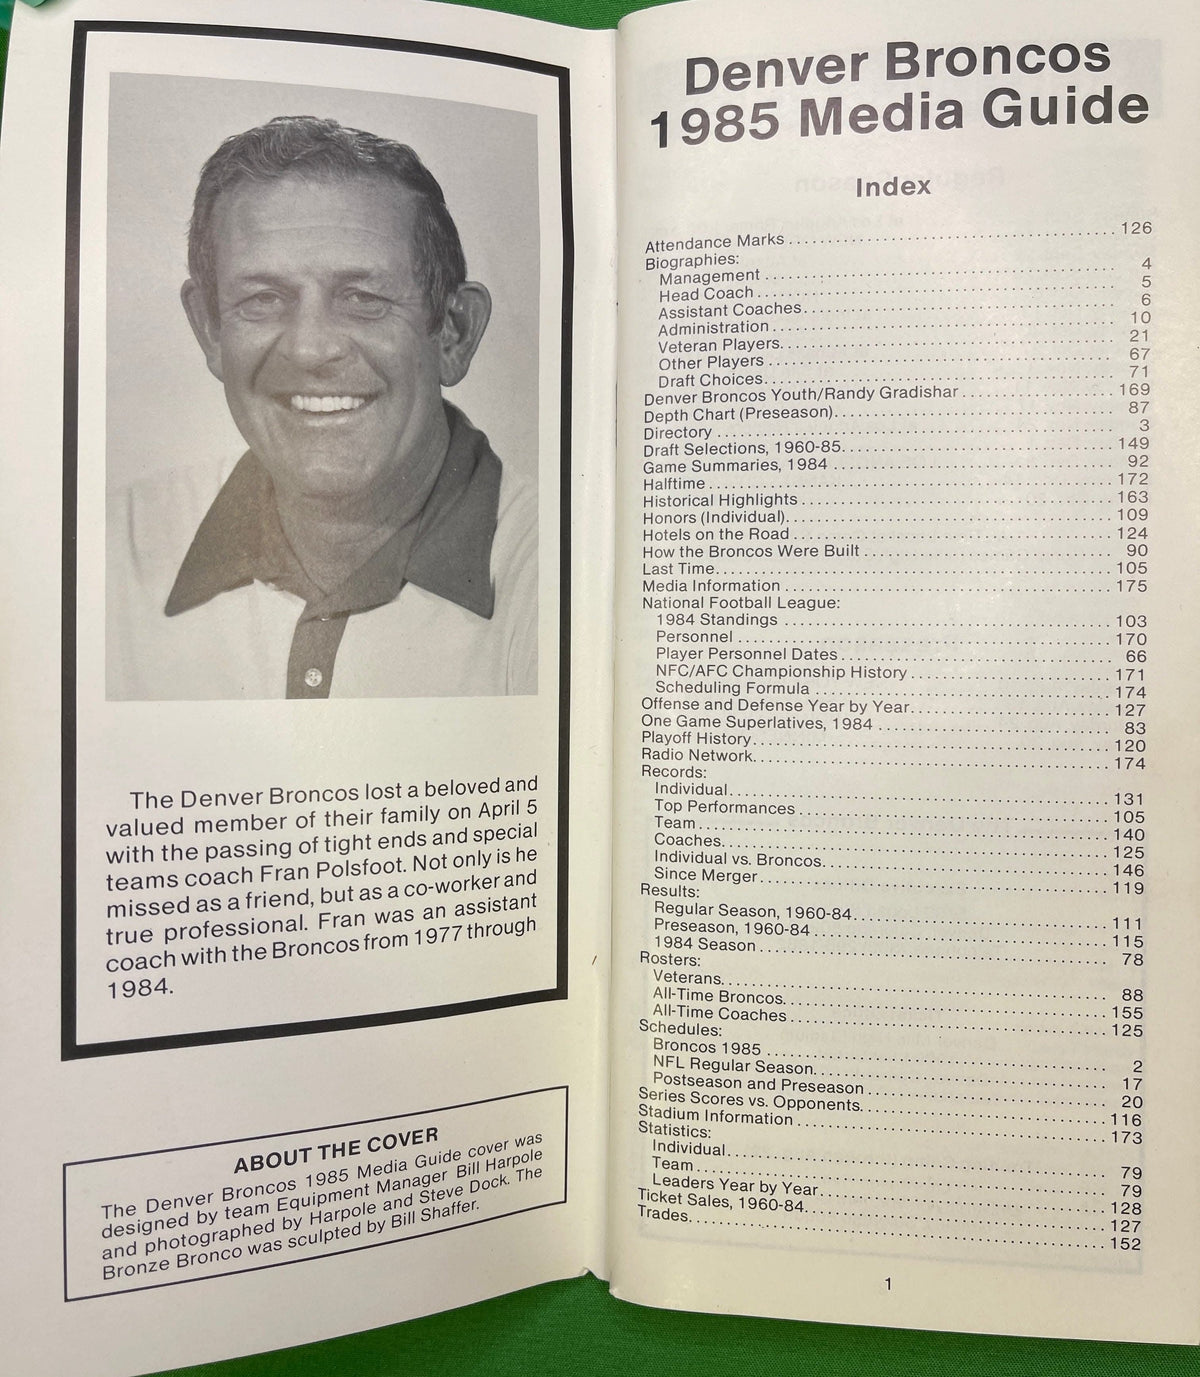 The Denver Broncos lost a beloved and
valued member of their family on April 5
with the passing of tight ends and special
teams coach Fran Polsfoot. Not only is he
missed as a friend, but as a co-worker and
true professional. Fran was an assistant
coach with the Broncos from 1977 through
1984.
ABOUT THE COVER
The Denver Broncos 1985 Media Guide cover was
designed by team Equipment Manager Bill Harpole
and photographed by Harpole and Steve Dock. The
Bronze Bronco was sculpted by Bill Shaffer.
Denver Broncos
1985 Media Guide
Index
Attendance Marks 126
Biographies:
Management 4
Head Coach 5
Assistant Coaches 6
Administration 10
Veteran Players 21
Other Players 67
Draft Choices 71
Denver Broncos Youth/Randy Gradishar 169
Depth Chart (Preseason) 87
Directory 3
Draft Selections, 1960-85 149
Game Summaries, 1984 92
Halftime 172
Historical Highlights 163
Honors (Individual) 109
Hotels on the Road 124
How the Broncos Were Built 90
Last Time 105
Media Information 175
National Football League:
1984 Standings 103
Personnel 170
Player Personnel Dates 66
NFC/AFC Championship History 171
Scheduling Formula 174
Offense and Defense Year by Year 127
One Game Superlatives, 1984 83
Playoff History 120
Radio Network 174
Records:
Individual 131
Top Performances 105
Team 140
Coaches 125
Individual vs. Broncos 146
Since Merger 119
Results:
Regular Season, 1960-84 111
Preseason, 1960-84 115
1984 Season 78
Rosters:
Veterans 88
All-Time Broncos 155
All-Time Coaches 125
Schedules:
Broncos 1985 2
NFL Regular Season 17
Postseason and Preseason 20
Series Scores vs. Opponents 116
Stadium Information 173
Statistics:
Individual 79
Team 79
Leaders Year by Year 128
Ticket Sales, 1960-84 127
Trades 152
1